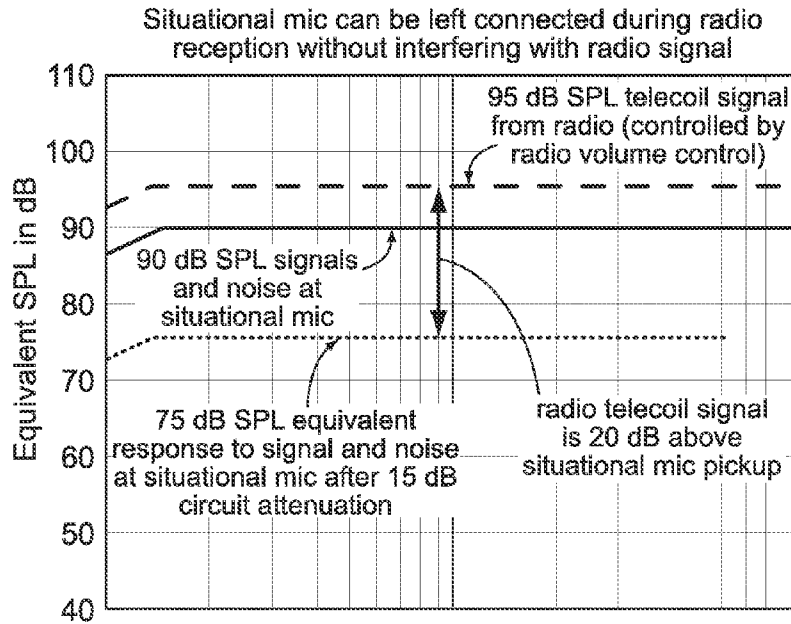 Situational mic can be left connected during radio
reception without interfering with radio signal
110
100
90
80
70
60
50
40
Equivalent SPL in dB
95 dB SPL telecoil signal
from radio (controlled by
radio volume control)
90 dB SPL signals
and noise at
situational mic
75 dB SPL equivalent
response to signal and noise
at situational mic after 15 dB
circuit attenuation
radio telecoil signal
is 20 dB above
situational mic pickup